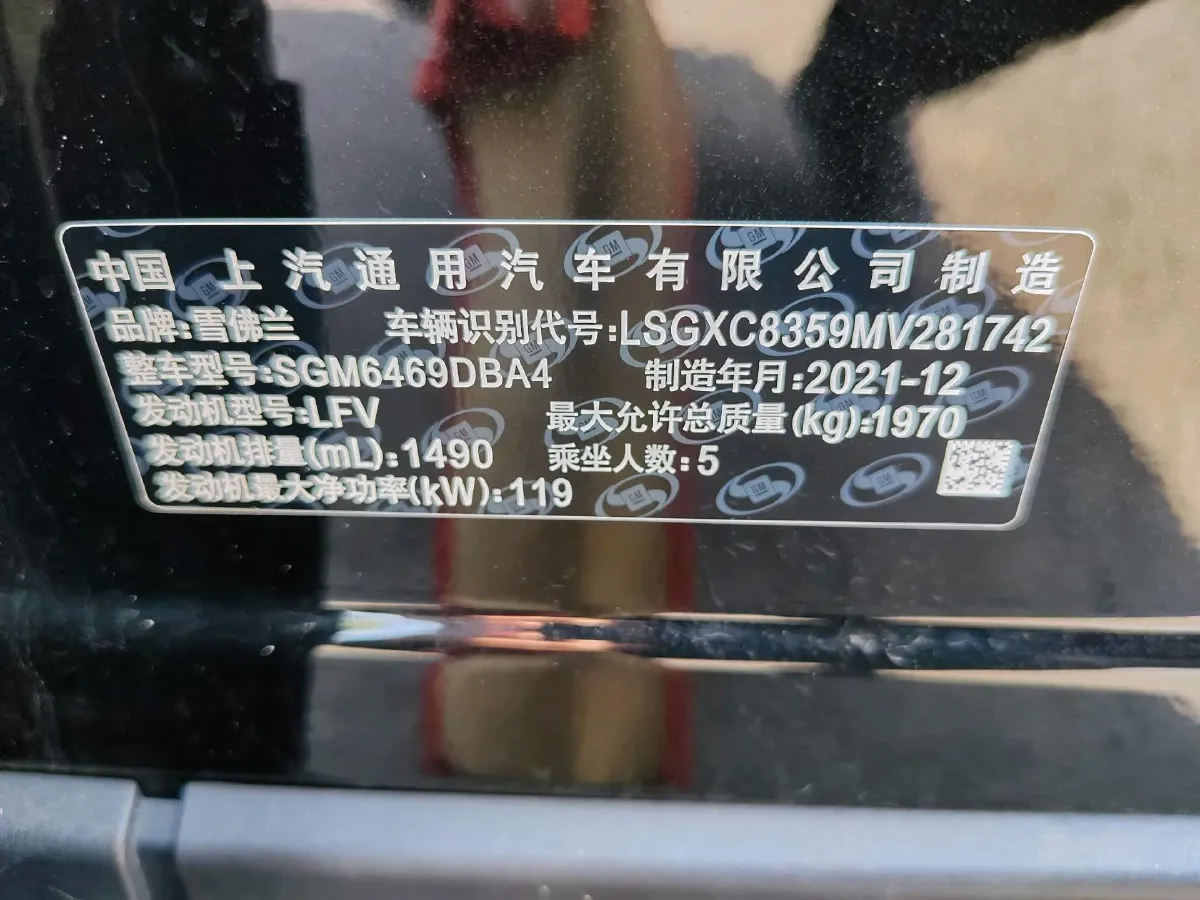 中国 上汽通用汽车有限公司制造
品牌:雪佛兰 车辆识别代号:LSGXC8359MV281742
整车型号:SGM6469DBA4 制造年月:2021-12
发动机型号:LFV 最大允许总质量(kg):1970
发动机排量(mL):1490 乘坐人数:5
发动机最大净功率(kW):119